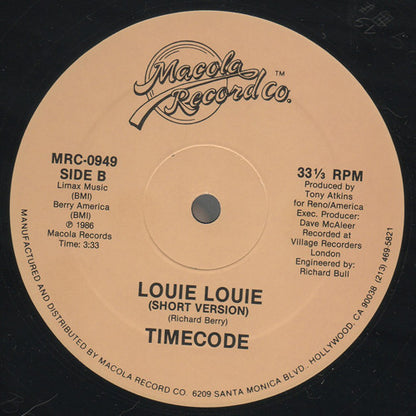 Macola
Record Co.™
MRC-0949
SIDE B
Limax Music
(BMI)
Berry America
(BMI)
℗ 1986
Macola Records
Time: 3:33
33⅓ RPM
Produced by
Tony Atkins
for Reno/America
Exec. Producer:
Dave McAleer
Recorded at
Village Recorders
London
Engineered by:
Richard Bull
LOUIE LOUIE
(SHORT VERSION)
(Richard Berry)
TIMECODE
MANUFACTURED AND DISTRIBUTED BY MACOLA RECORD CO. 6209 SANTA MONICA BLVD., HOLLYWOOD, CA 90038 (213) 469-5821